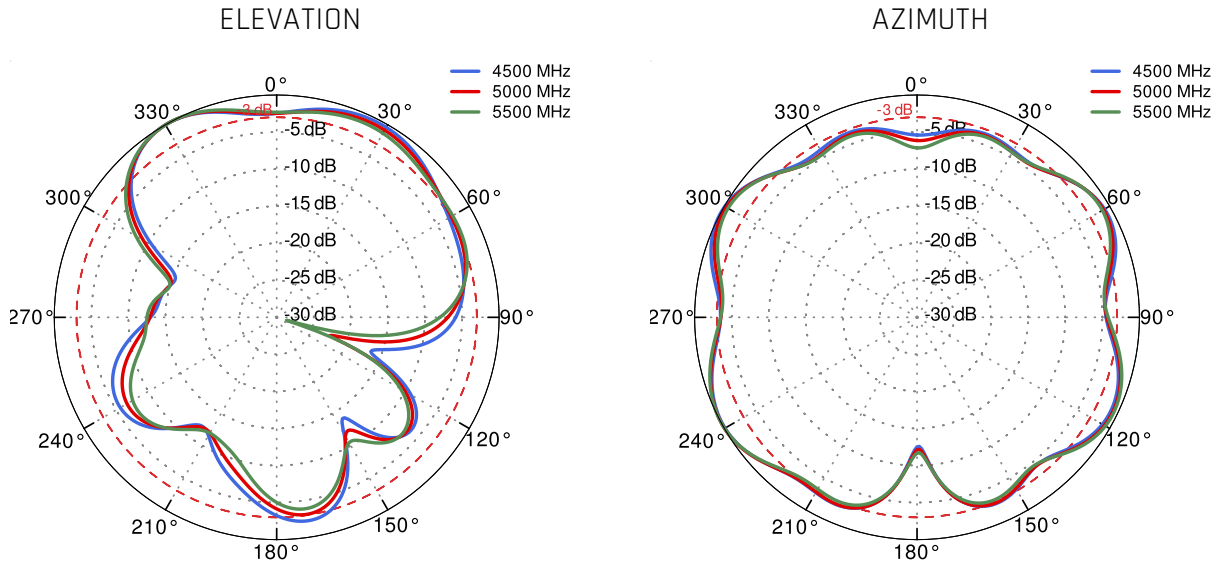 ELEVATION
4500 MHz
5000 MHz
5500 MHz
0°
330°
30°
-3 dB
-5 dB
300°
-10 dB
60°
-15 dB
-20 dB
-25 dB
270°
-30 dB
90°
240°
120°
210°
150°
180°
AZIMUTH
4500 MHz
5000 MHz
5500 MHz
0°
330°
30°
-3 dB
-5 dB
300°
-10 dB
60°
-15 dB
-20 dB
-25 dB
270°
-30 dB
90°
240°
120°
210°
150°
180°